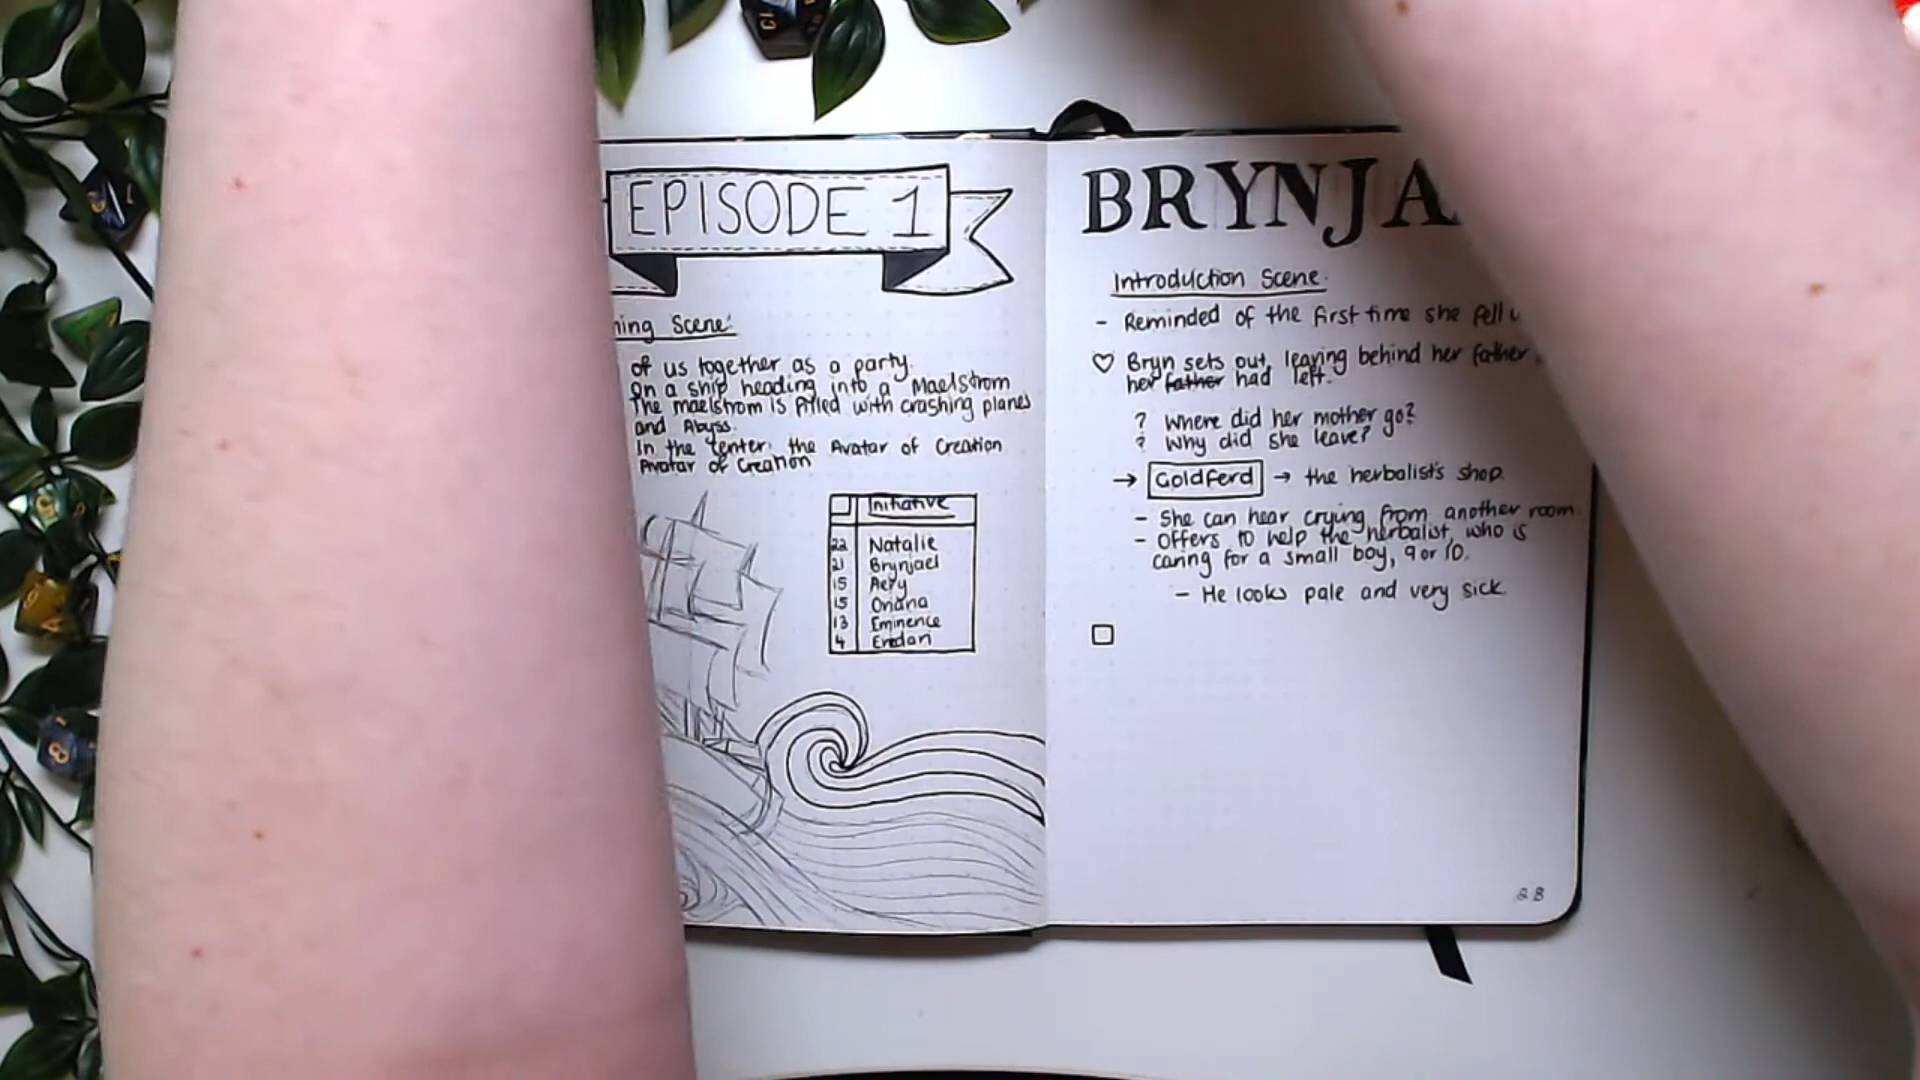 EPISODE 1
ning Scene:
of us together as a party.
On a ship heading into a Maelstrom
The maelstrom is filled with crashing planes
and Abyss.
In the center: the Avatar of Creation
Avatar of Creation
Initiative
22 Natalie
21 Brynjael
15 Aery
15 Oriana
13 Eminence
4 Eredan
BRYNJA
Introduction Scene:
- Reminded of the first time she fell
♡ Bryn sets out, leaving behind her father
her father had left.
? Where did her mother go?
? Why did she leave?
→ Goldferd → the herbalist's shop.
- She can hear crying from another room.
- Offers to help the herbalist, who is
caring for a small boy, 9 or 10.
- He looks pale and very sick.
28
8